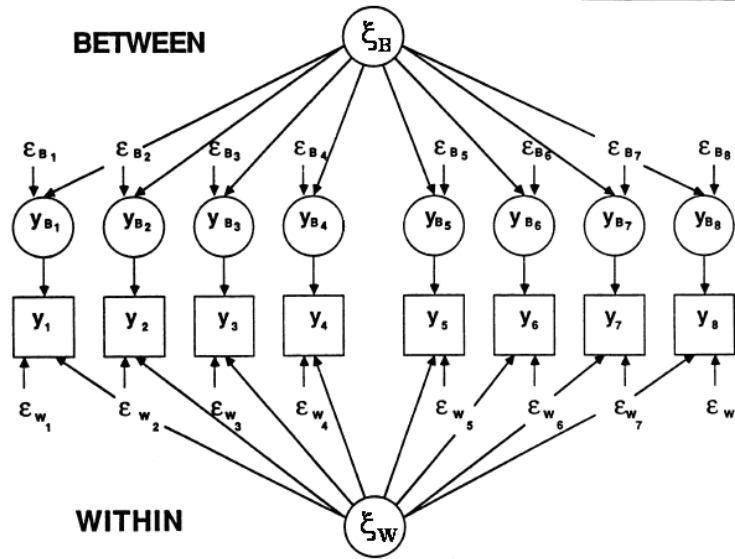 BETWEEN
ξB
εB1 εB2 εB3 εB4 εB5 εB6 εB7 εB8
yB1 yB2 yB3 yB4 yB5 yB6 yB7 yB8
y1 y2 y3 y4 y5 y6 y7 y8
εw1 εw2 εw3 εw4 εw5 εw6 εw7 εw
WITHIN
ξW